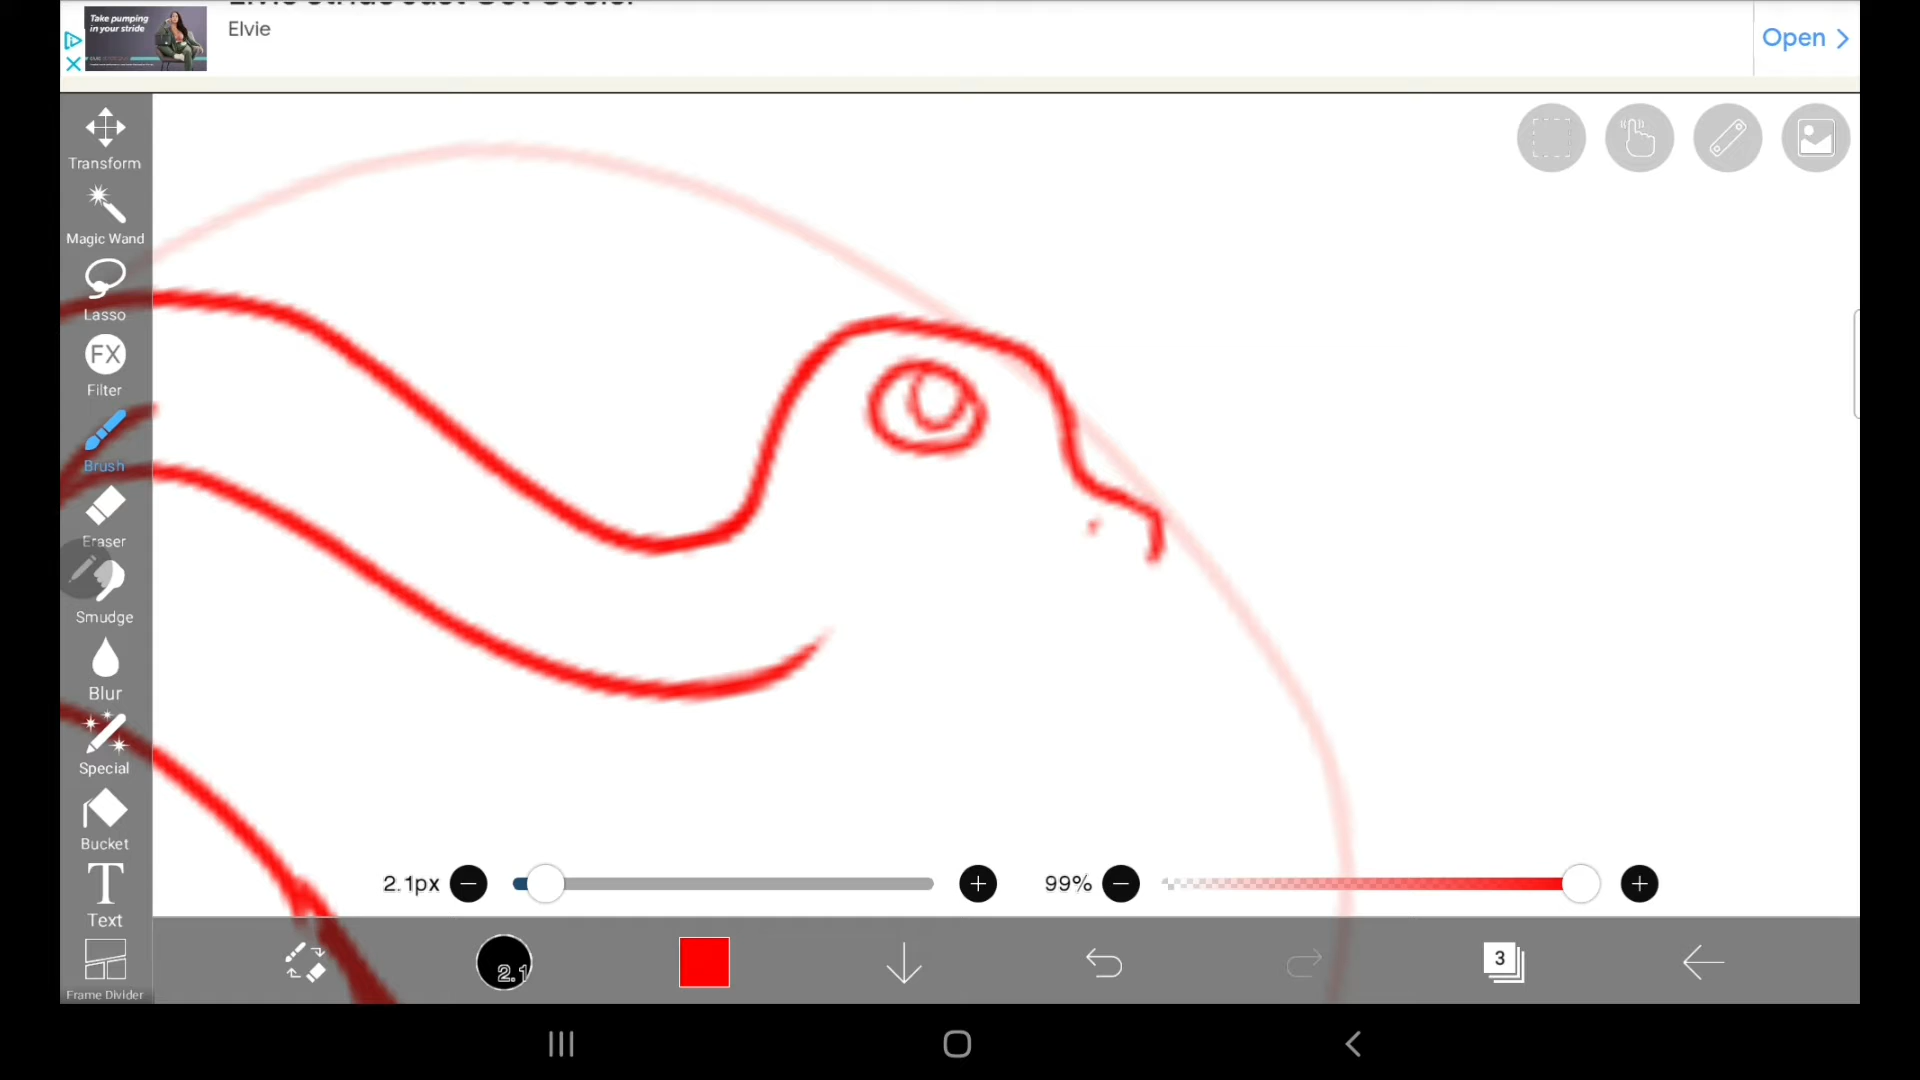 Take pumping
in your stride
Elvie
Open
Transform
Magic Wand
Lasso
FX
Filter
Brush
Eraser
Smudge
Blur
Special
Bucket
T
Text
Frame Divider
2.1px
99%
2.1
3